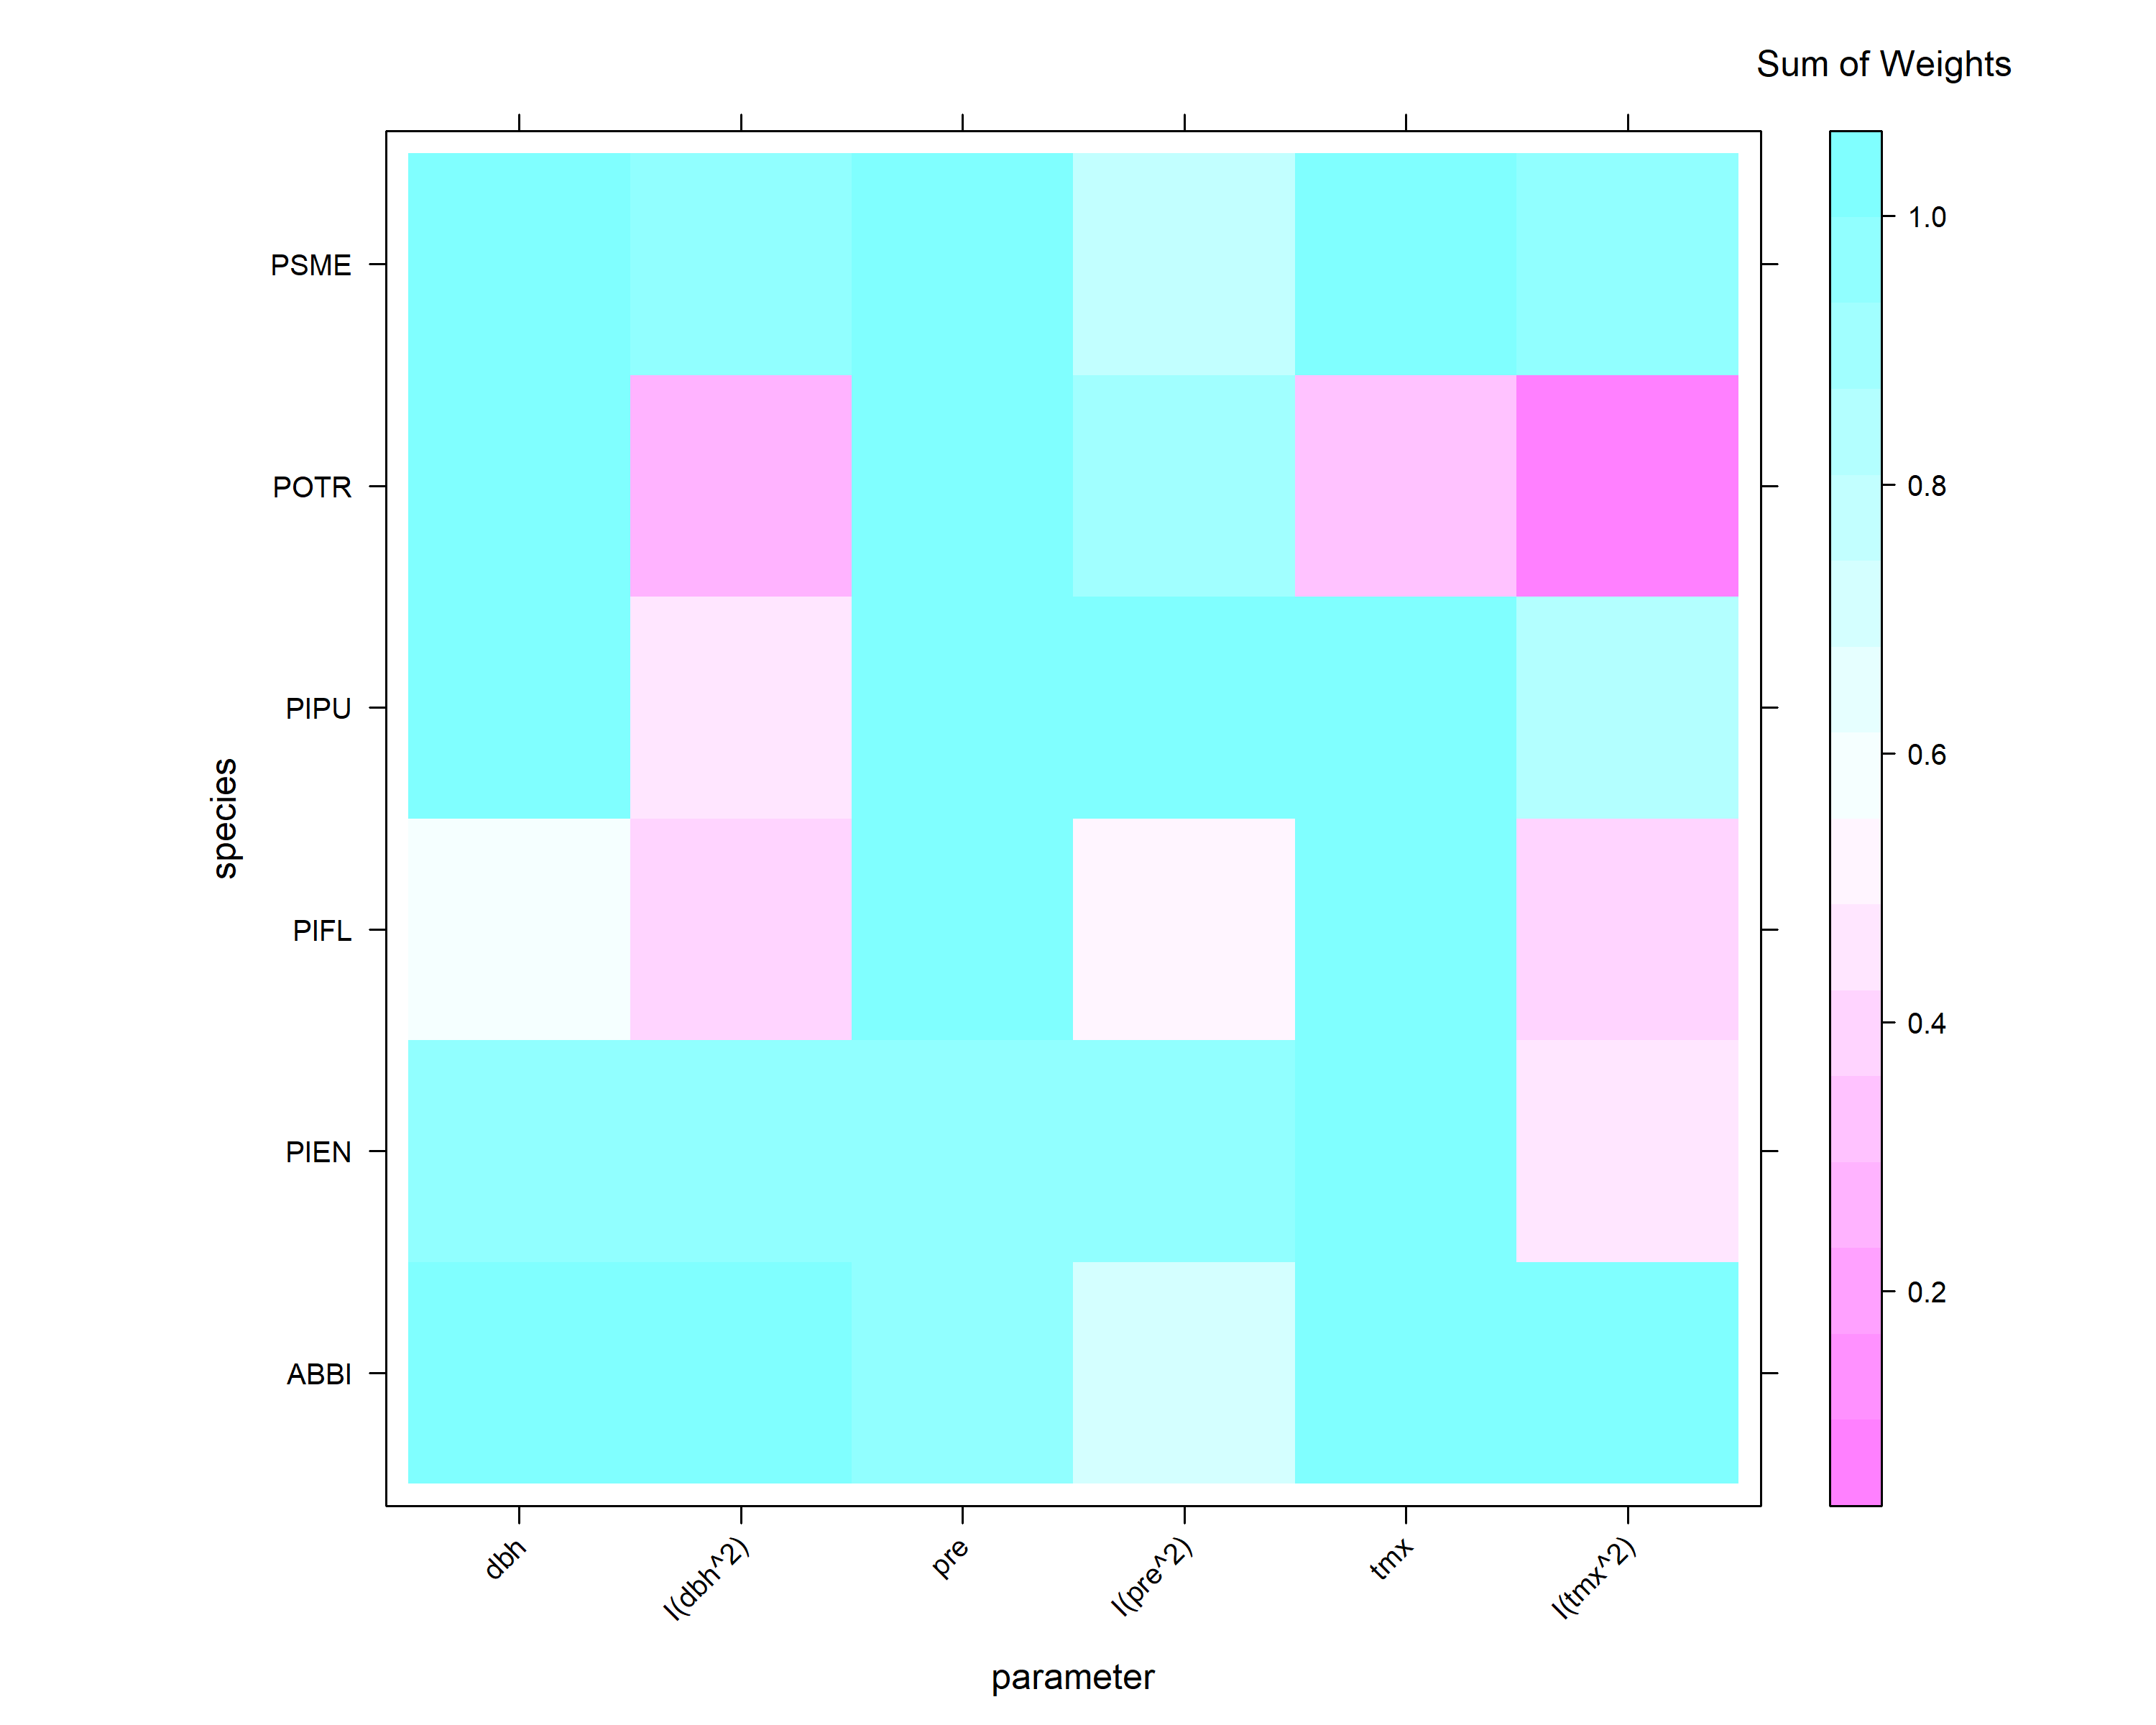 Sum of Weights
PSME
POTR
PIPU
PIFL
PIEN
ABBI
species
dbh
I(dbh^2)
pre
I(pre^2)
tmx
I(tmx^2)
parameter
1.0
0.8
0.6
0.4
0.2